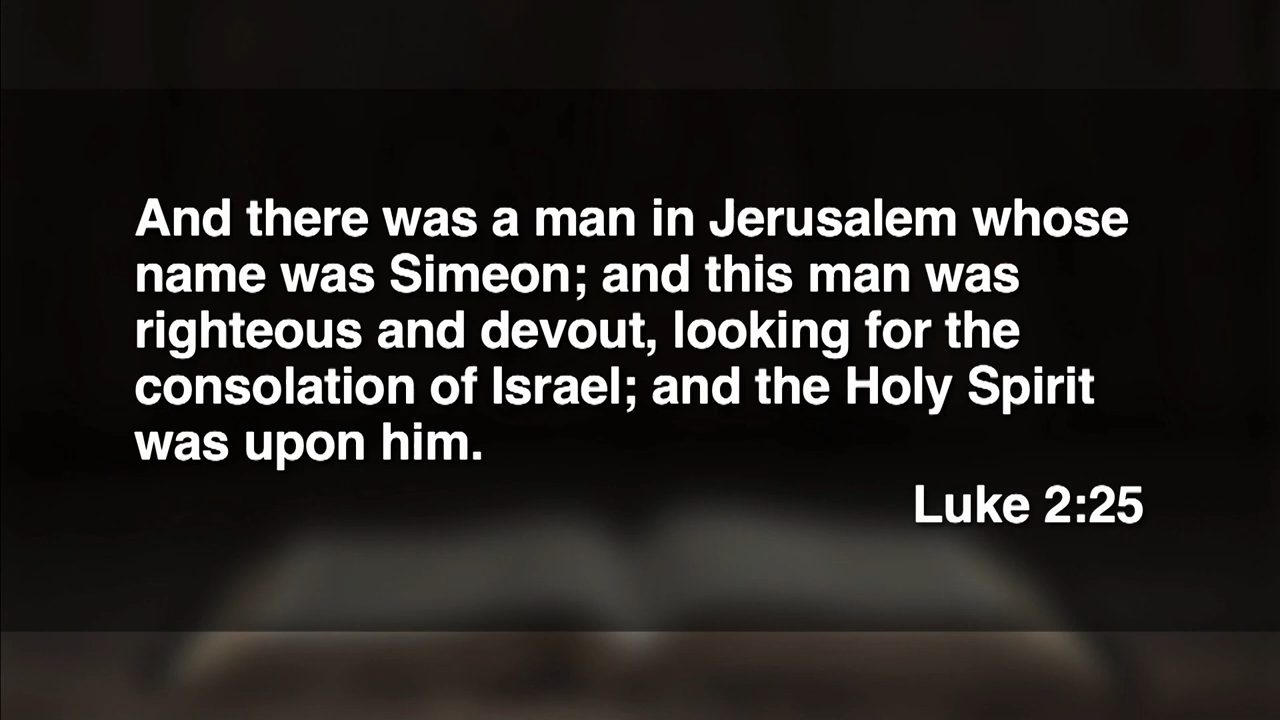 And there was a man in Jerusalem whose
name was Simeon; and this man was
righteous and devout, looking for the
consolation of Israel; and the Holy Spirit
was upon him.
Luke 2:25